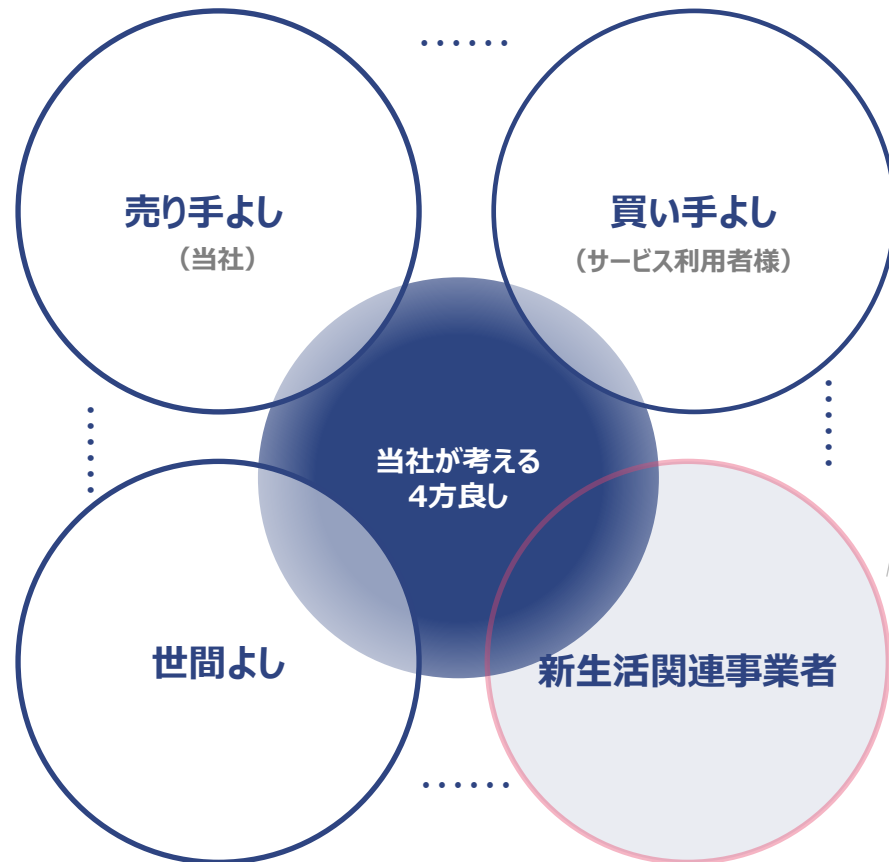 売り手よし
（当社）
買い手よし
（サービス利用者様）
当社が考える
4方良し
世間よし
新生活関連事業者